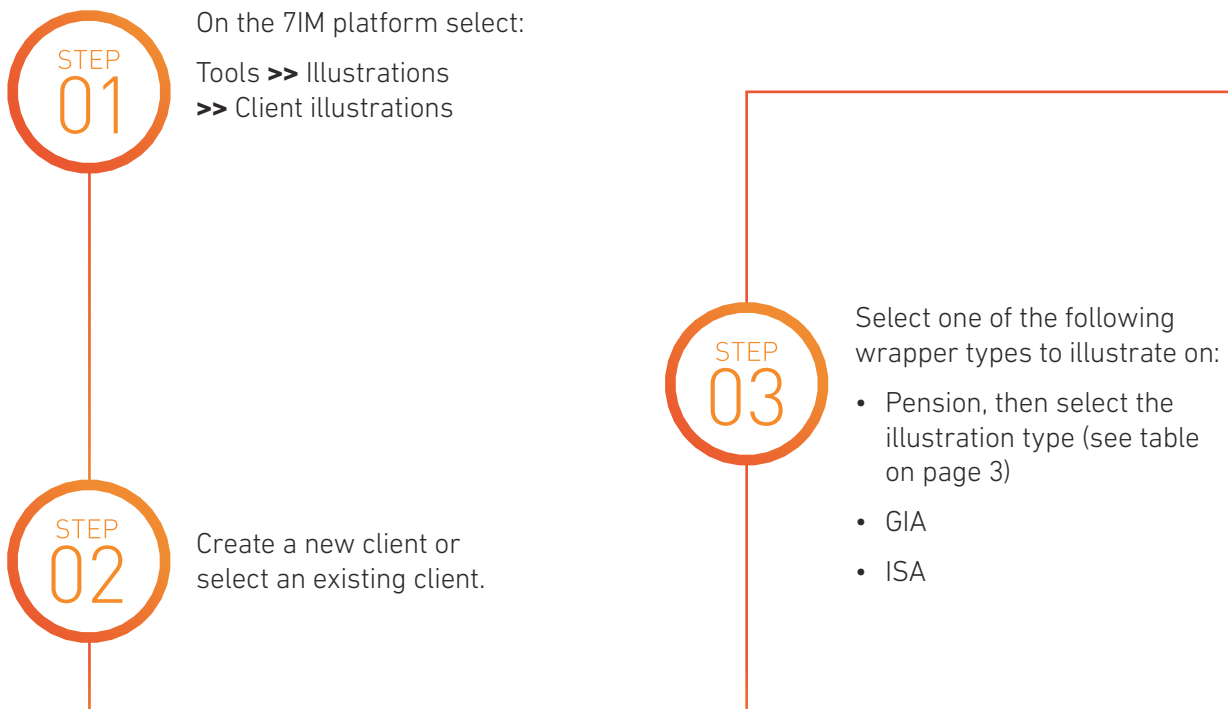 STEP
01
On the 7IM platform select:
Tools >> Illustrations
>> Client illustrations
STEP
02
Create a new client or
select an existing client.
STEP
03
Select one of the following
wrapper types to illustrate on:
• Pension, then select the
illustration type (see table
on page 3)
• GIA
• ISA